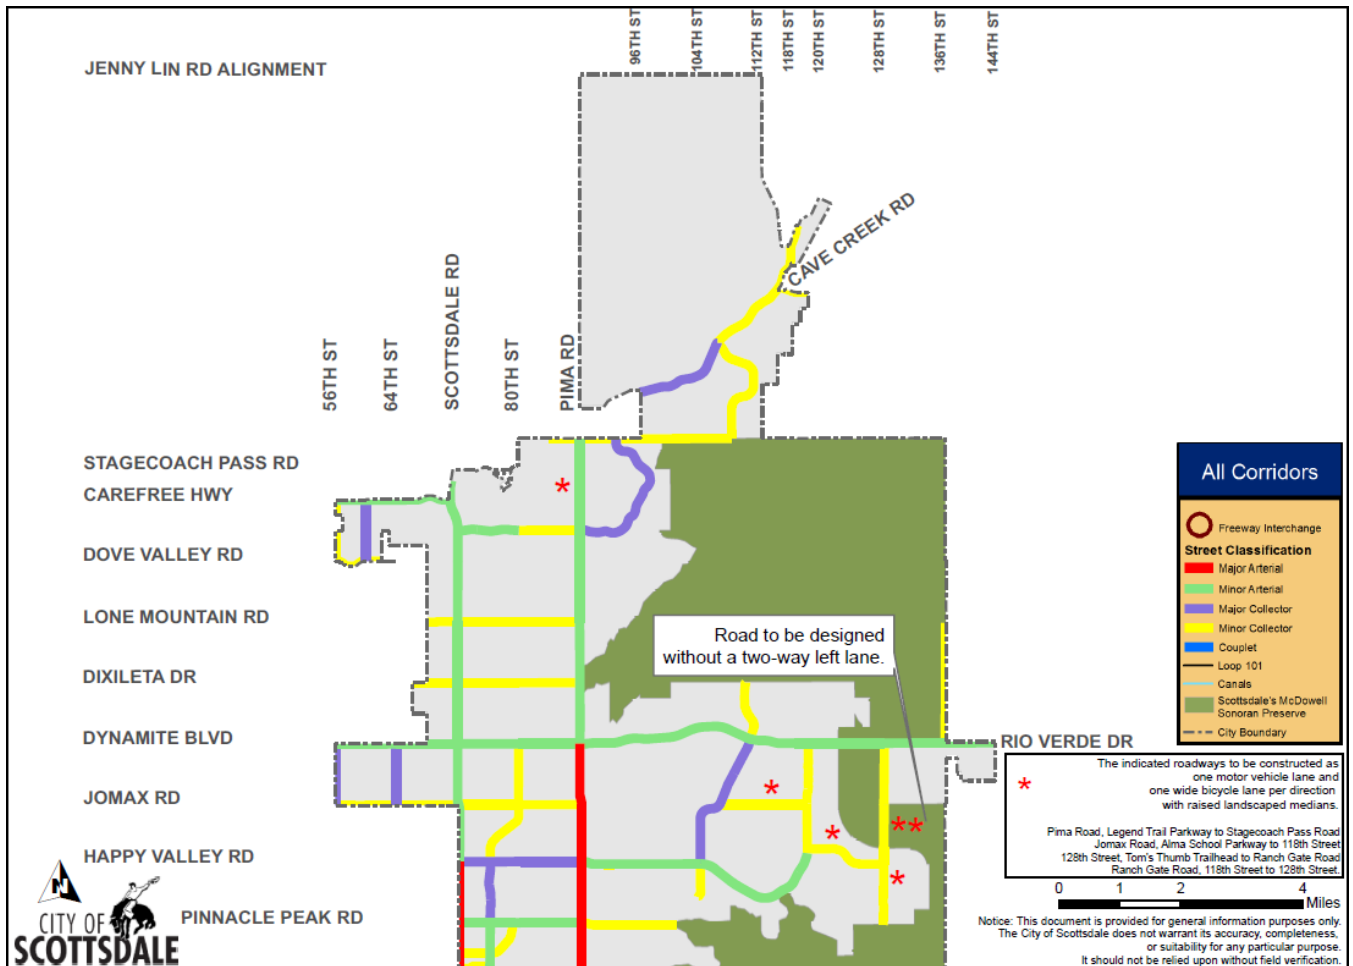 96TH ST
104TH ST
112TH ST
118TH ST
120TH ST
128TH ST
136TH ST
144TH ST
JENNY LIN RD ALIGNMENT
CAVE CREEK RD
56TH ST
64TH ST
SCOTTSDALE RD
80TH ST
PIMA RD
STAGECOACH PASS RD
CAREFREE HWY
DOVE VALLEY RD
LONE MOUNTAIN RD
DIXILETA DR
DYNAMITE BLVD
JOMAX RD
HAPPY VALLEY RD
PINNACLE PEAK RD
*
Road to be designed
without a two-way left lane.
*
*
**
*
RIO VERDE DR
All Corridors
Freeway Interchange
Street Classification
Major Arterial
Minor Arterial
Major Collector
Minor Collector
Couplet
Loop 101
Canals
Scottsdale's McDowell
Sonoran Preserve
City Boundary
*
The indicated roadways to be constructed as
one motor vehicle lane and
one wide bicycle lane per direction
with raised landscaped medians.
Pima Road, Legend Trail Parkway to Stagecoach Pass Road
Jomax Road, Alma School Parkway to 118th Street
128th Street, Tom's Thumb Trailhead to Ranch Gate Road
Ranch Gate Road, 118th Street to 128th Street.
0 1 2 4
Miles
Notice: This document is provided for general information purposes only.
The City of Scottsdale does not warrant its accuracy, completeness,
or suitability for any particular purpose.
It should not be relied upon without field verification.
N
CITY OF
SCOTTSDALE